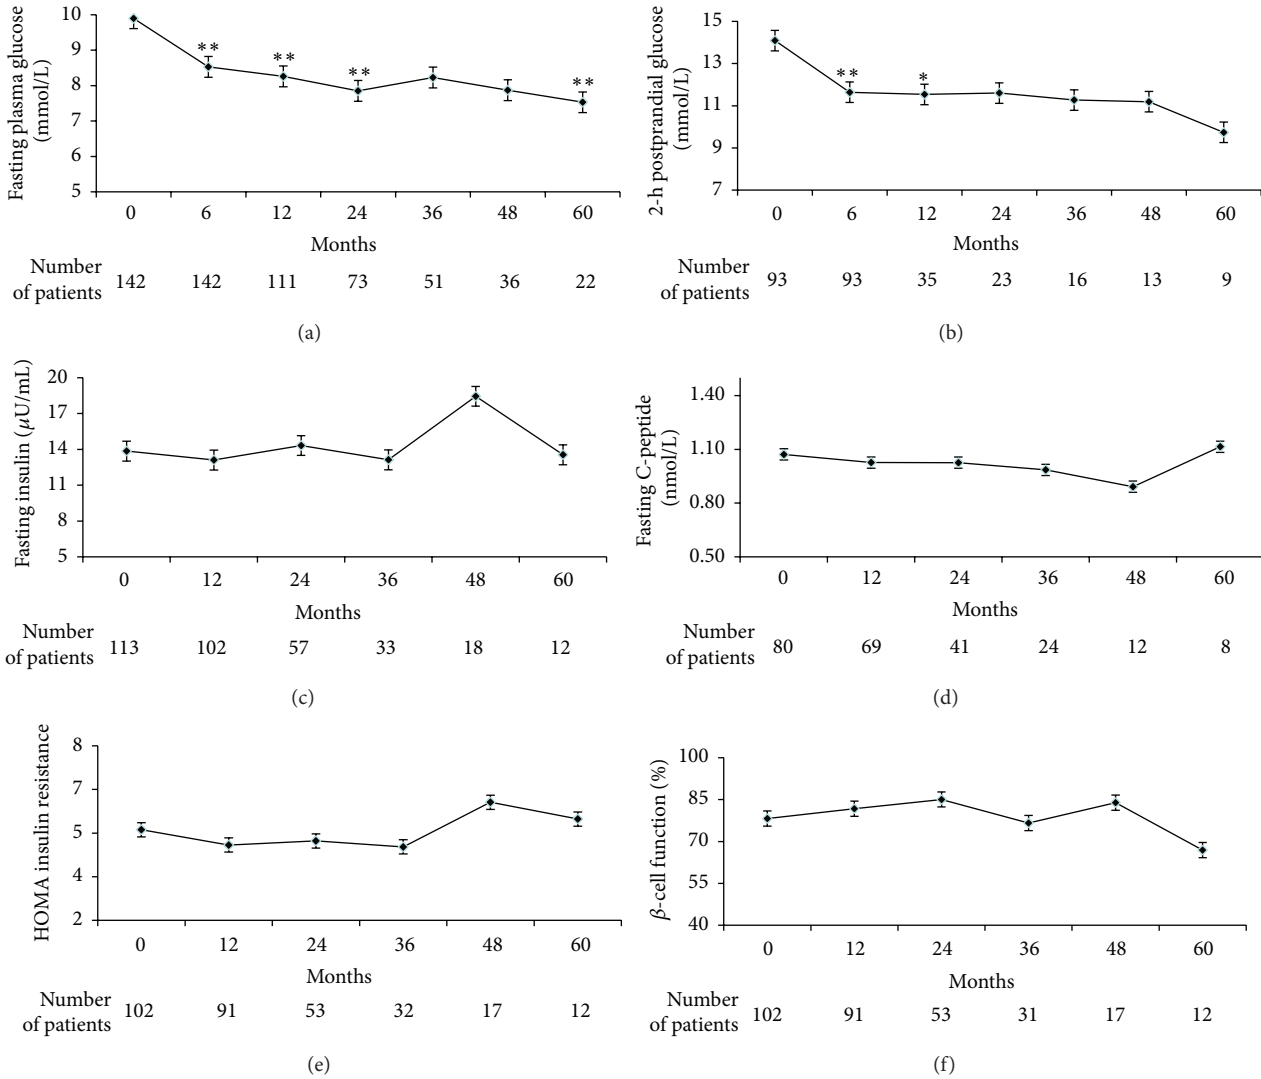 Fasting plasma glucose
(mmol/L)
10
9
8
7
6
5
**
**
**
**
0 6 12 24 36 48 60
Months
Number
of patients
142 142 111 73 51 36 22
(a)
2-h postprandial glucose
(mmol/L)
15
13
11
9
7
**
*
0 6 12 24 36 48 60
Months
Number
of patients
93 93 35 23 16 13 9
(b)
Fasting insulin (μU/mL)
20
17
14
11
8
5
0 12 24 36 48 60
Months
Number
of patients
113 102 57 33 18 12
(c)
Fasting C-peptide
(nmol/L)
1.40
1.10
0.80
0.50
0 12 24 36 48 60
Months
Number
of patients
80 69 41 24 12 8
(d)
HOMA insulin resistance
8
7
5
4
2
0 12 24 36 48 60
Months
Number
of patients
102 91 53 32 17 12
(e)
β-cell function (%)
100
85
70
55
40
0 12 24 36 48 60
Months
Number
of patients
102 91 53 31 17 12
(f)